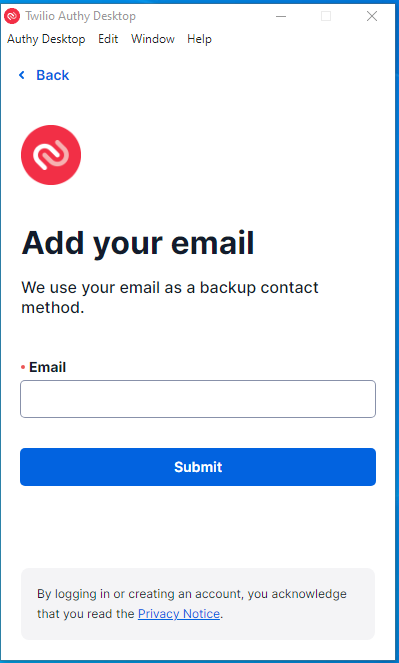 Twilio Authy Desktop
Authy Desktop Edit Window Help
Back
Add your email
We use your email as a backup contact
method.
• Email
Submit
By logging in or creating an account, you acknowledge
that you read the Privacy Notice.